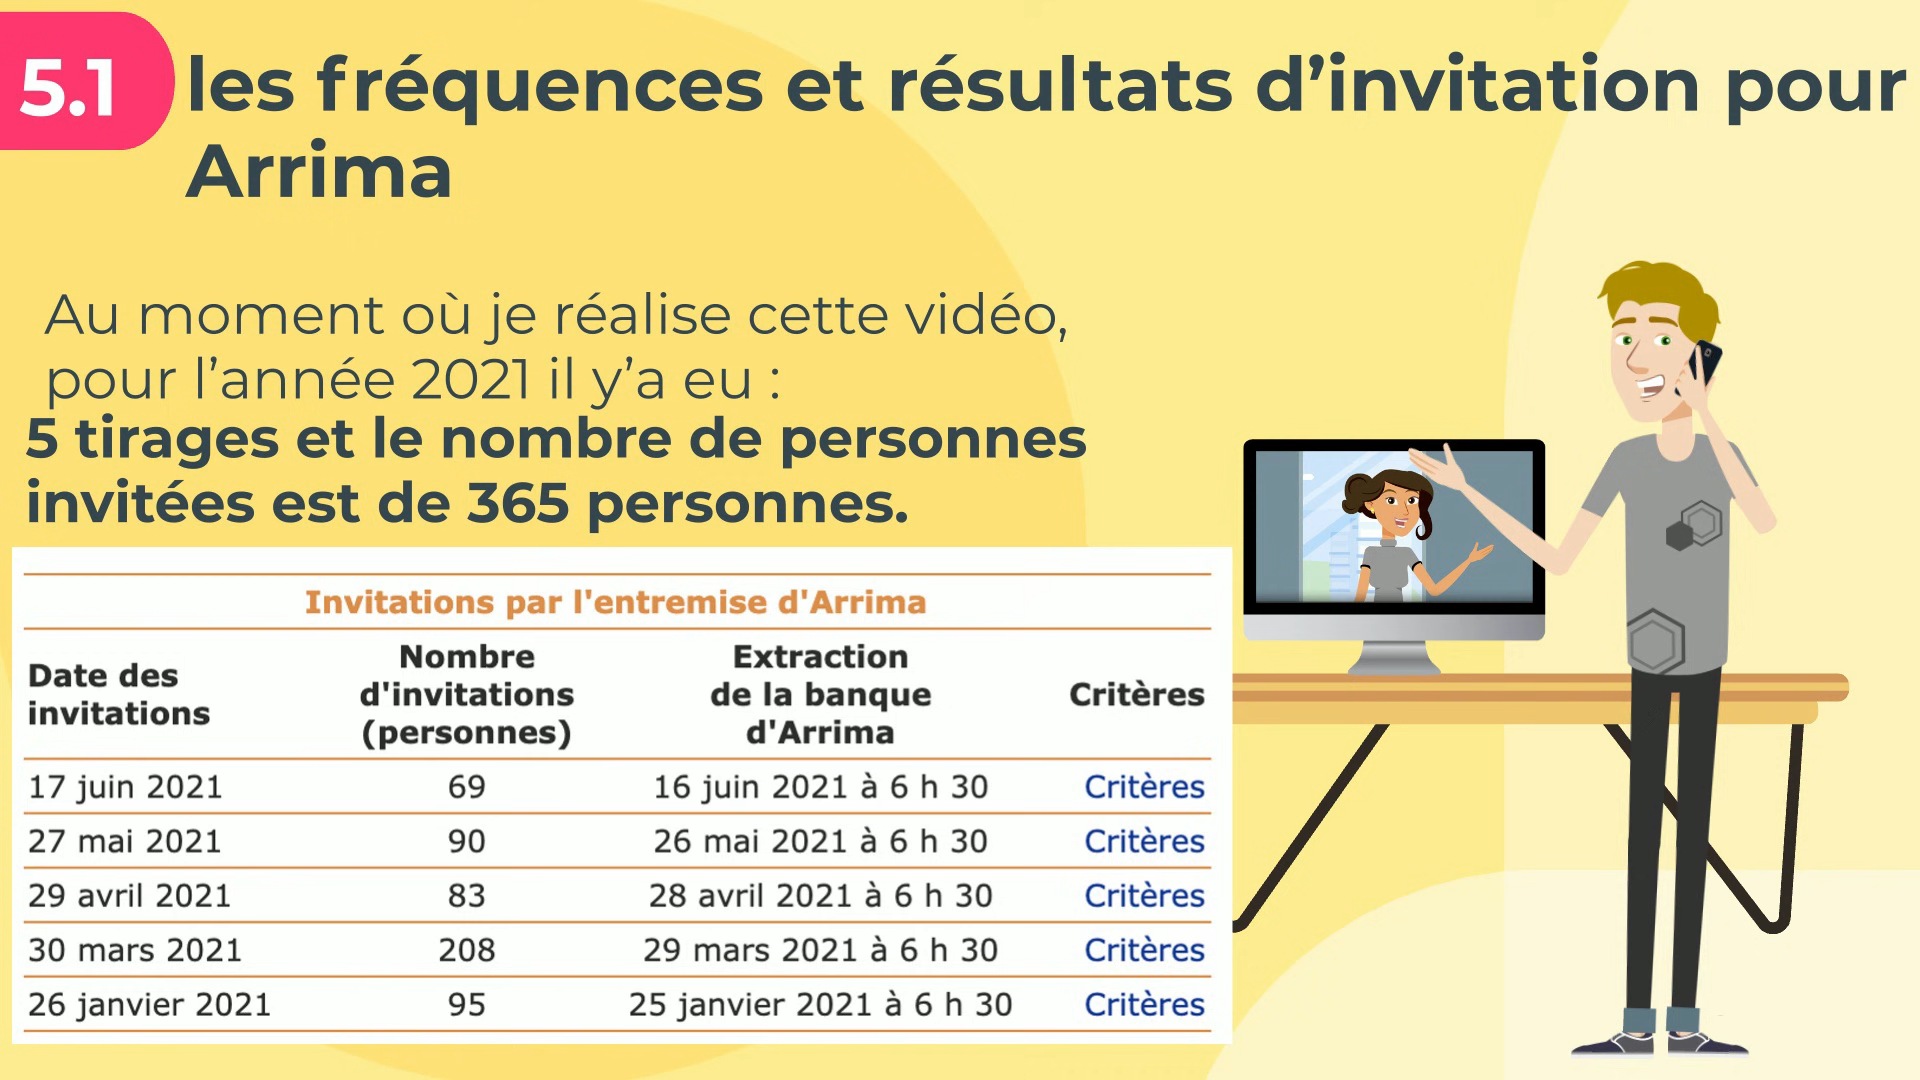 5.1 les fréquences et résultats d’invitation pour
Arrima
Au moment où je réalise cette vidéo,
pour l’année 2021 il y’a eu :
5 tirages et le nombre de personnes
invitées est de 365 personnes.
Invitations par l'entremise d'Arrima
Date des invitations
Nombre d'invitations (personnes)
Extraction de la banque d'Arrima
Critères
17 juin 2021 69 16 juin 2021 à 6 h 30 Critères
27 mai 2021 90 26 mai 2021 à 6 h 30 Critères
29 avril 2021 83 28 avril 2021 à 6 h 30 Critères
30 mars 2021 208 29 mars 2021 à 6 h 30 Critères
26 janvier 2021 95 25 janvier 2021 à 6 h 30 Critères